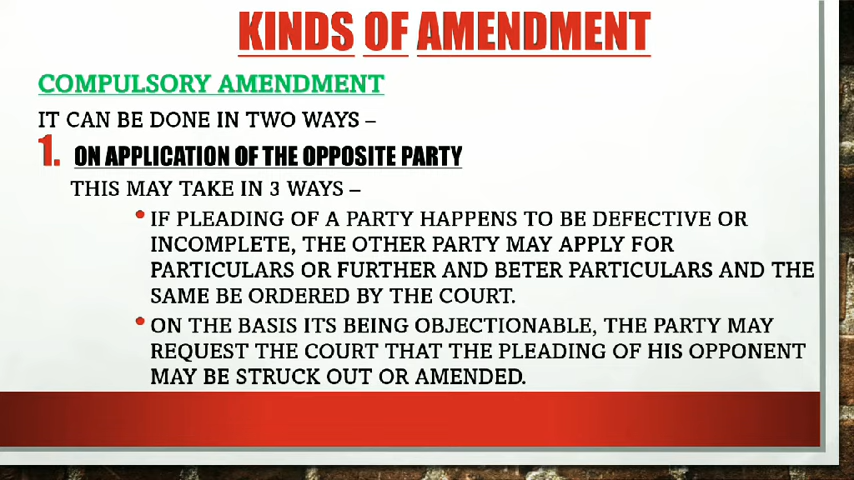 KINDS OF AMENDMENT
COMPULSORY AMENDMENT
IT CAN BE DONE IN TWO WAYS –
1. ON APPLICATION OF THE OPPOSITE PARTY
THIS MAY TAKE IN 3 WAYS –
• IF PLEADING OF A PARTY HAPPENS TO BE DEFECTIVE OR
INCOMPLETE, THE OTHER PARTY MAY APPLY FOR
PARTICULARS OR FURTHER AND BETER PARTICULARS AND THE
SAME BE ORDERED BY THE COURT.
• ON THE BASIS ITS BEING OBJECTIONABLE, THE PARTY MAY
REQUEST THE COURT THAT THE PLEADING OF HIS OPPONENT
MAY BE STRUCK OUT OR AMENDED.